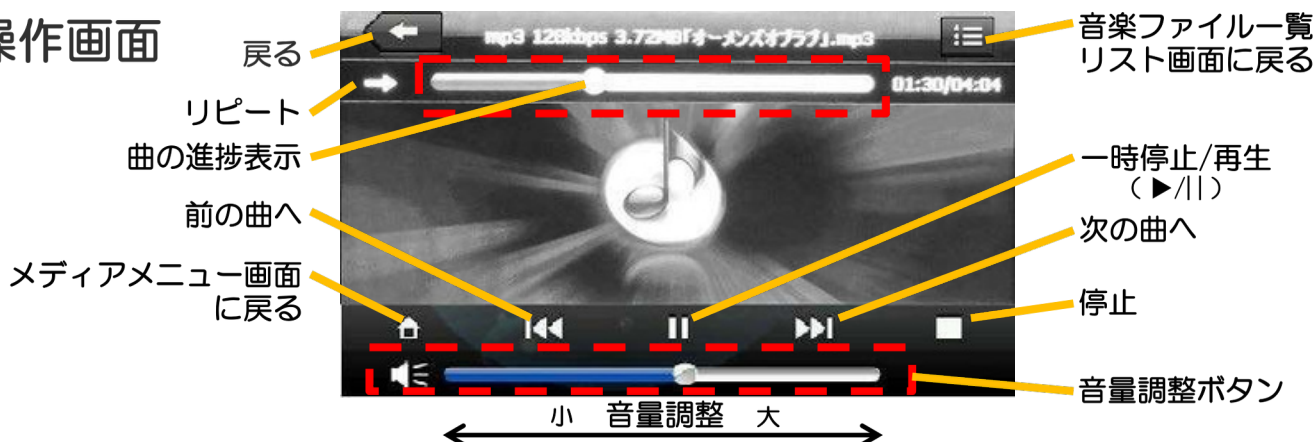 操作画面
戻る
リピート
曲の進捗表示
前の曲へ
メディアメニュー画面
に戻る
mp3 128kbps 3.72MB「オーメンズオブラブ」.mp3
01:30/04:04
音楽ファイル一覧
リスト画面に戻る
一時停止/再生
(▶/||)
次の曲へ
停止
音量調整ボタン
小 音量調整 大